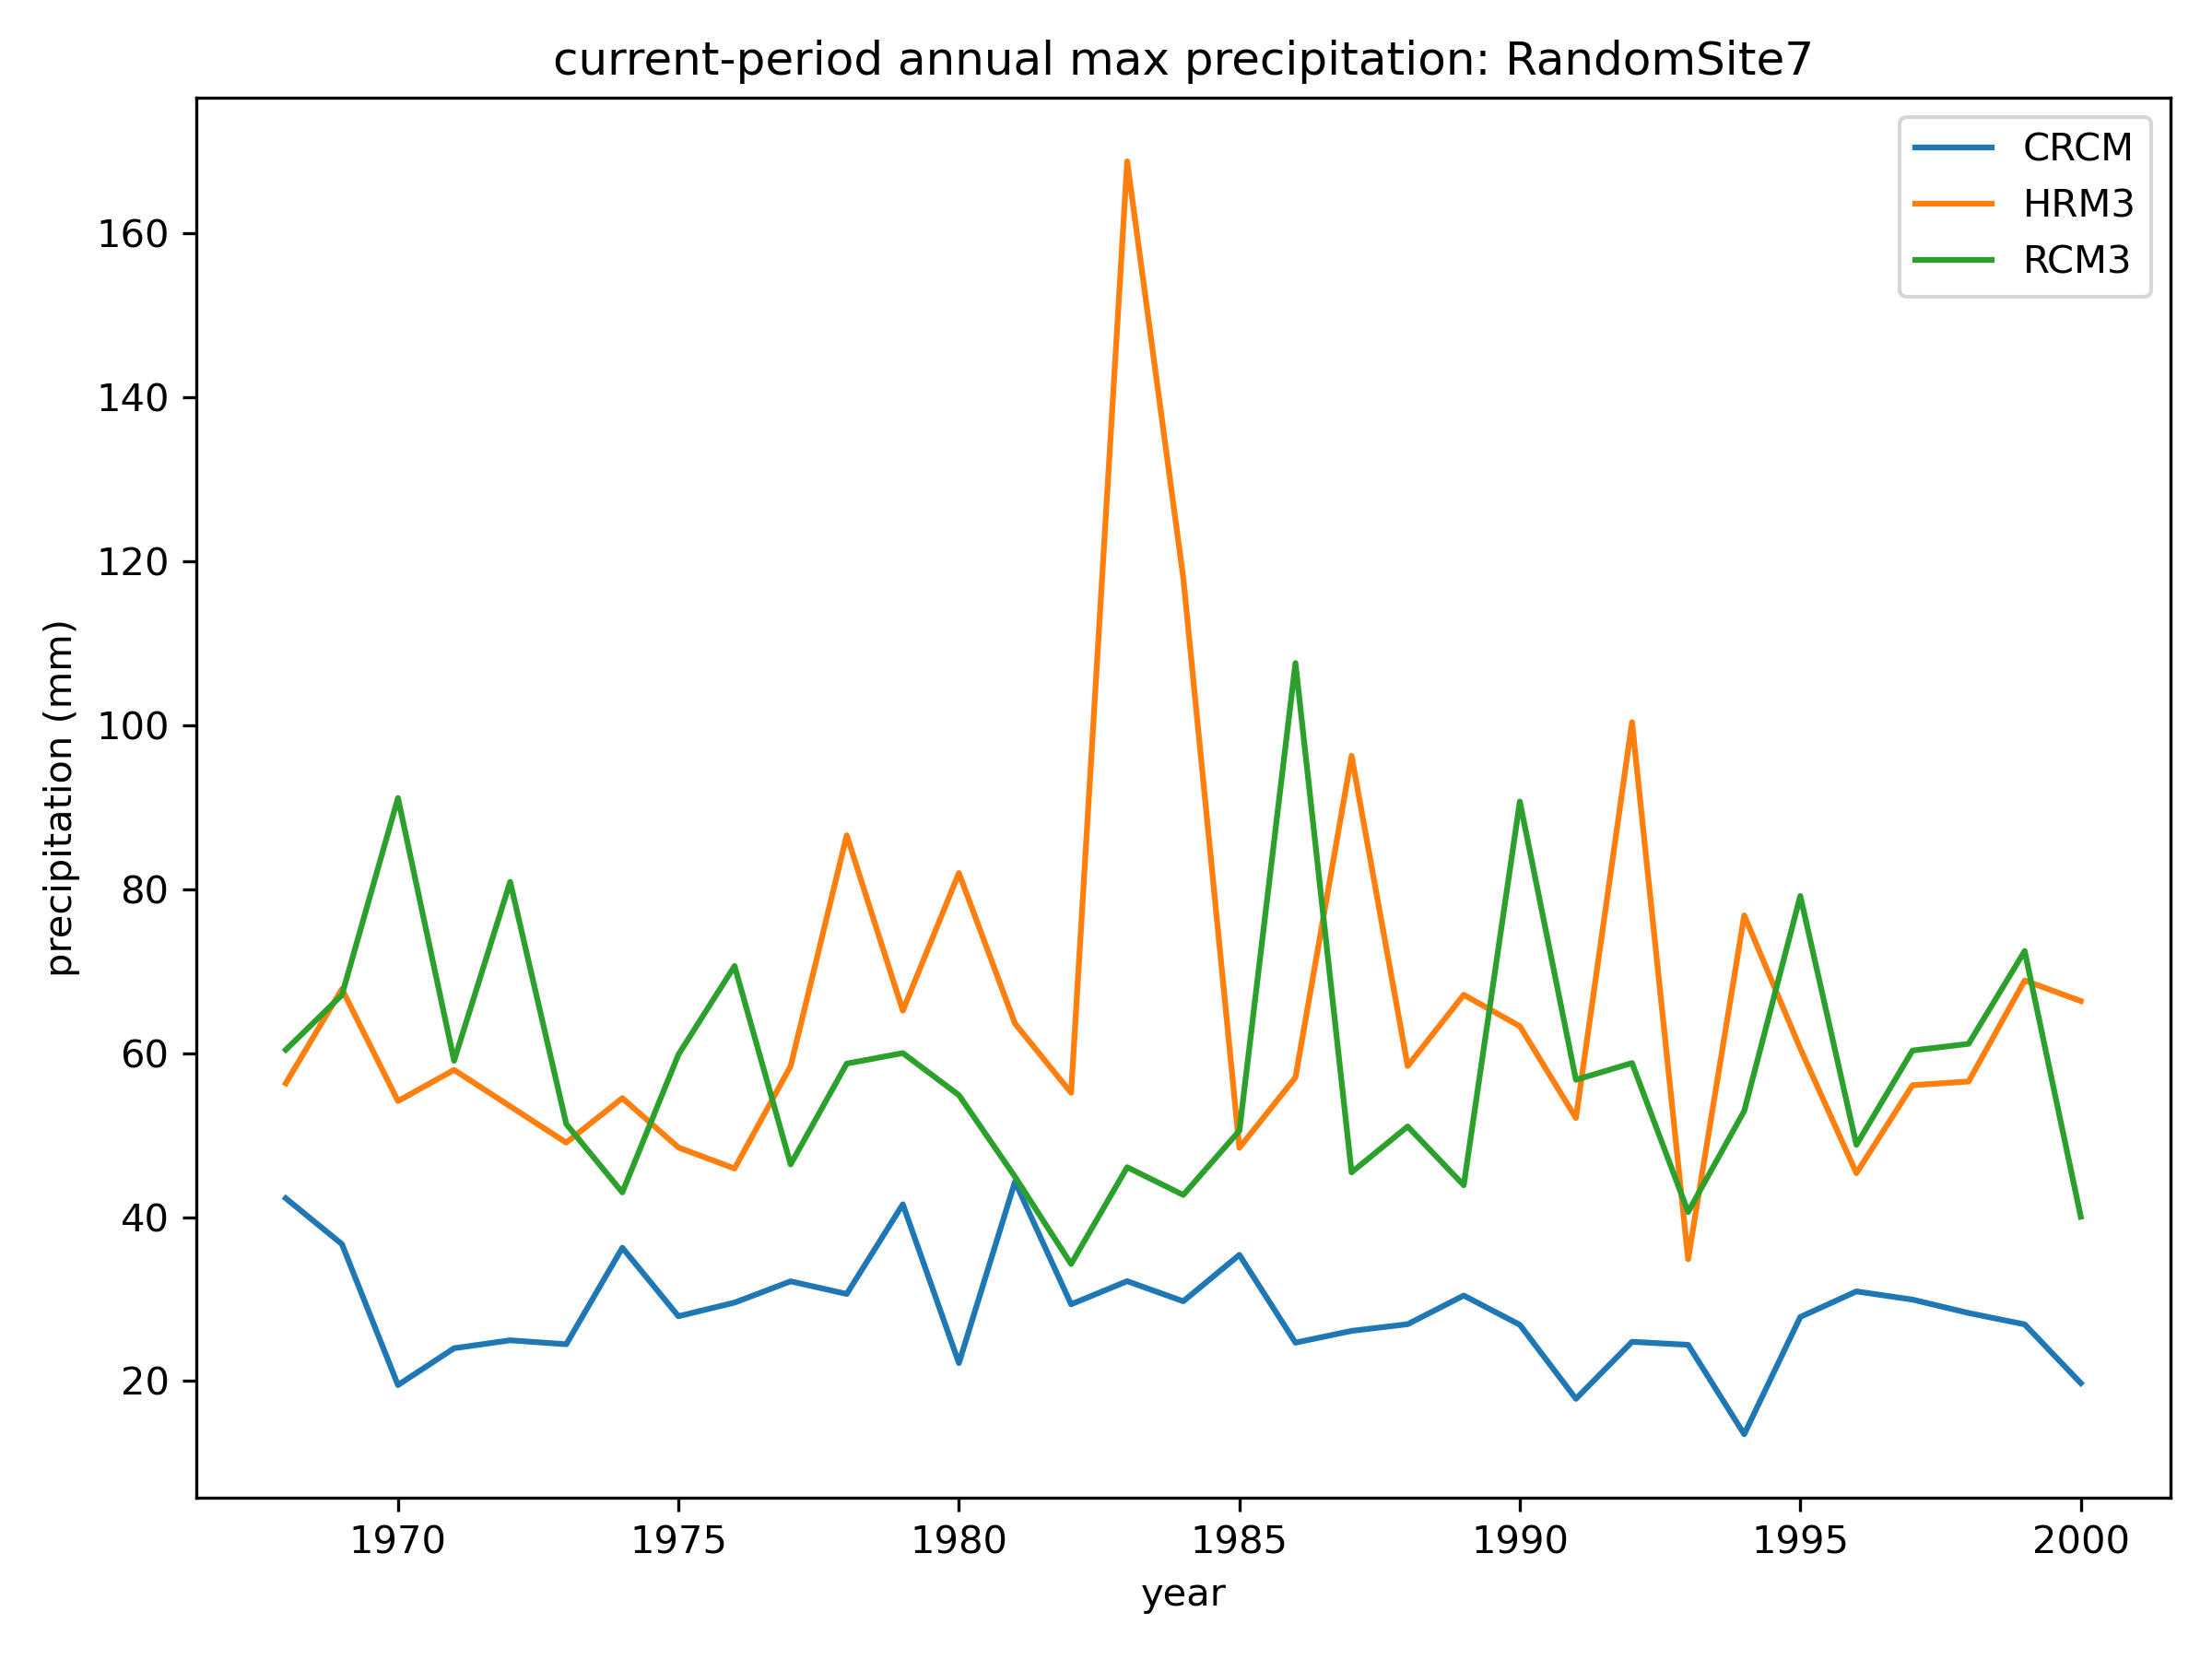 current-period annual max precipitation: RandomSite7
CRCM
HRM3
RCM3
precipitation (mm)
160
140
120
100
80
60
40
20
1970 1975 1980 1985 1990 1995 2000
year